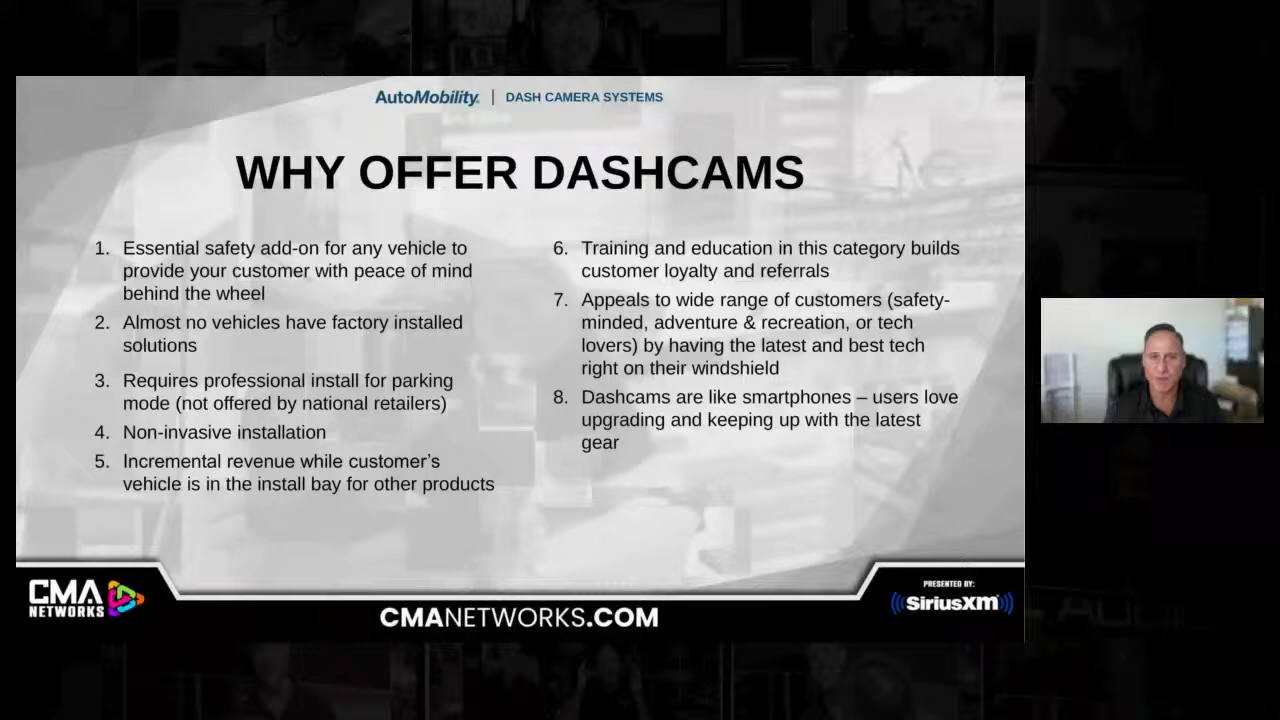 AutoMobility. | DASH CAMERA SYSTEMS
WHY OFFER DASHCAMS
1. Essential safety add-on for any vehicle to
provide your customer with peace of mind
behind the wheel
2. Almost no vehicles have factory installed
solutions
3. Requires professional install for parking
mode (not offered by national retailers)
4. Non-invasive installation
5. Incremental revenue while customer’s
vehicle is in the install bay for other products
6. Training and education in this category builds
customer loyalty and referrals
7. Appeals to wide range of customers (safety-
minded, adventure & recreation, or tech
lovers) by having the latest and best tech
right on their windshield
8. Dashcams are like smartphones – users love
upgrading and keeping up with the latest
gear
CMA
NETWORKS
CMANETWORKS.COM
PRESENTED BY:
SiriusXM